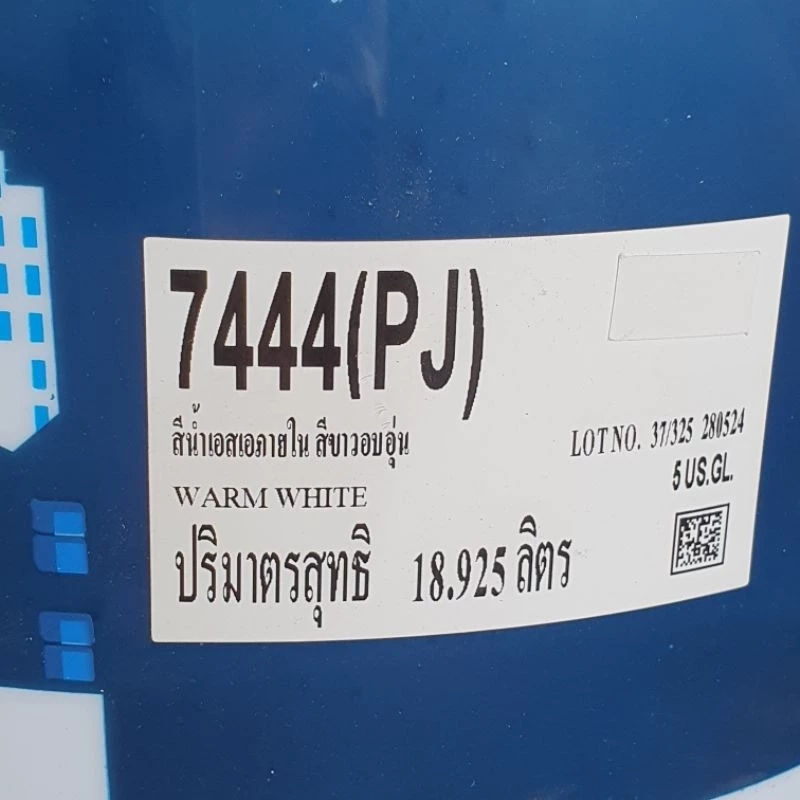 7444(PJ)
สีน้ำเอสเอภายใน สีขาวอบอุ่น
WARM WHITE
ปริมาตรสุทธิ 18.925 ลิตร
LOT NO. 37/325 280524
5 US.GL.